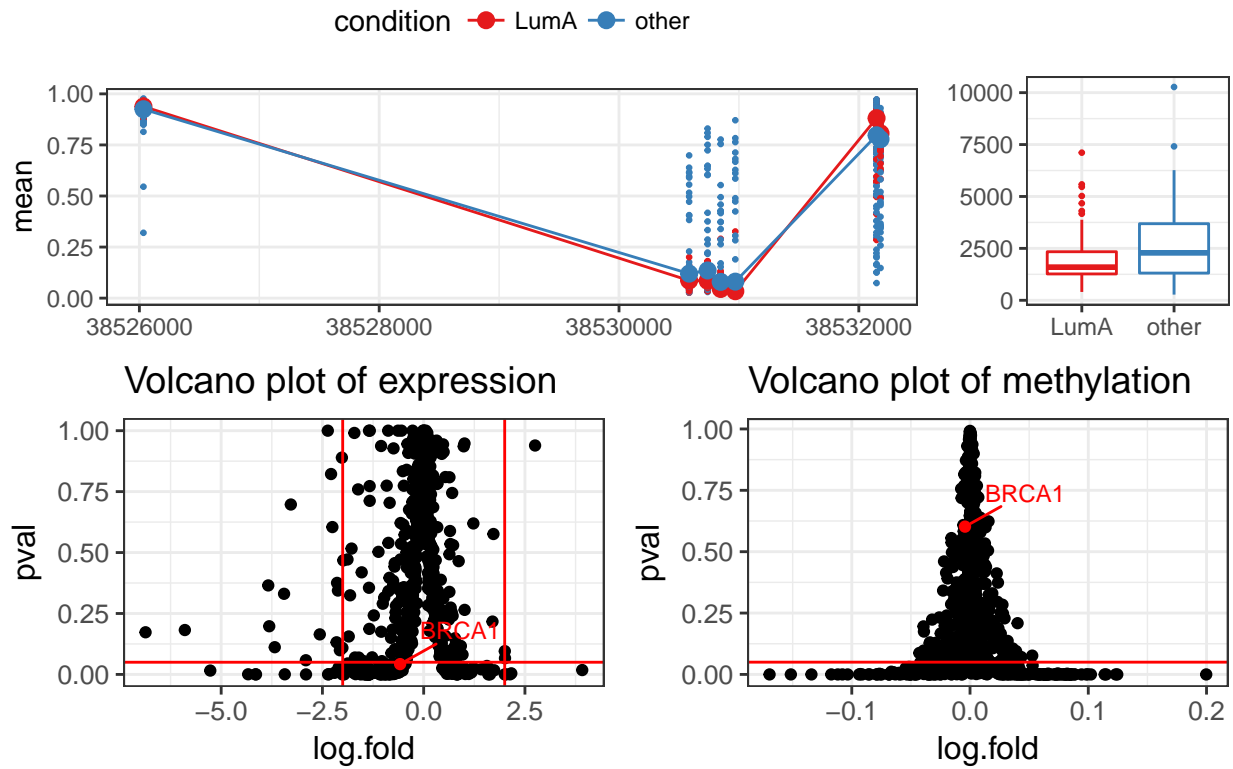 condition LumA other
mean
1.00
0.75
0.50
0.25
0.00
38526000 38528000 38530000 38532000
10000
7500
5000
2500
0
LumA other
Volcano plot of expression
pval
1.00
0.75
0.50
0.25
0.00
BRCA1
−5.0 −2.5 0.0 2.5
log.fold
Volcano plot of methylation
pval
1.00
0.75
0.50
0.25
0.00
BRCA1
−0.1 0.0 0.1 0.2
log.fold